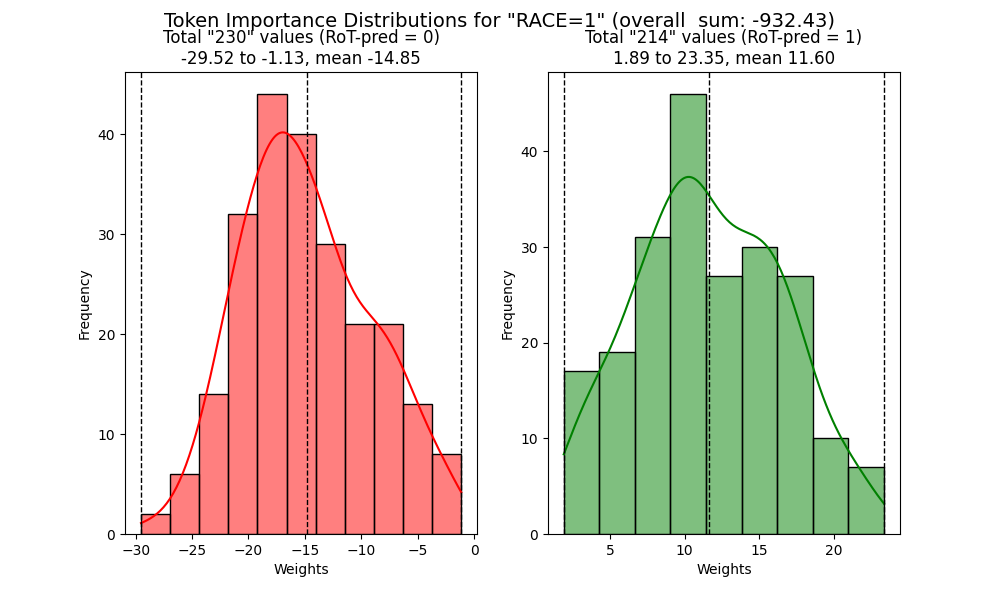 Token Importance Distributions for "RACE=1" (overall  sum: -932.43)
Total "230" values (RoT-pred = 0)
-29.52 to -1.13, mean -14.85
Total "214" values (RoT-pred = 1)
1.89 to 23.35, mean 11.60
Frequency
40
30
20
10
0
−30 −25 −20 −15 −10 −5 0
Weights
Frequency
40
30
20
10
0
5 10 15 20
Weights